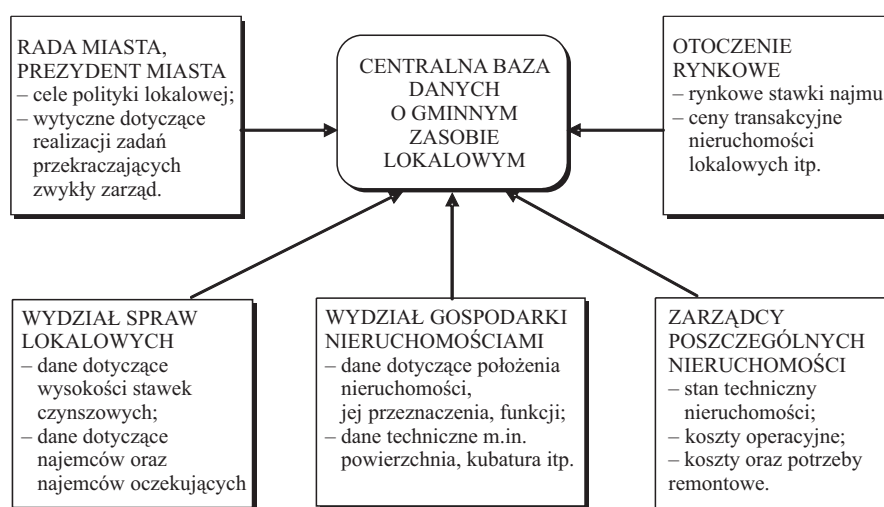 RADA MIASTA,
PREZYDENT MIASTA
– cele polityki lokalowej;
– wytyczne dotyczące
realizacji zadań
przekraczających
zwykły zarząd.
CENTRALNA BAZA
DANYCH
O GMINNYM
ZASOBIE
LOKALOWYM
OTOCZENIE
RYNKOWE
– rynkowe stawki najmu
– ceny transakcyjne
nieruchomości
lokalowych itp.
WYDZIAŁ SPRAW
LOKALOWYCH
– dane dotyczące
wysokości stawek
czynszowych;
– dane dotyczące
najemców oraz
najemców oczekujących
WYDZIAŁ GOSPODARKI
NIERUCHOMOŚCIAMI
– dane dotyczące położenia
nieruchomości,
jej przeznaczenia, funkcji;
– dane techniczne m.in.
powierzchnia, kubatura itp.
ZARZĄDCY
POSZCZEGÓLNYCH
NIERUCHOMOŚCI
– stan techniczny
nieruchomości;
– koszty operacyjne;
– koszty oraz potrzeby
remontowe.